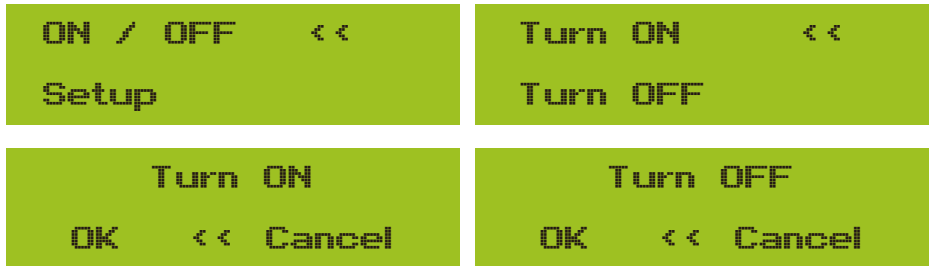 ON / OFF <<
Setup
Turn ON <<
Turn OFF
Turn ON
OK << Cancel
Turn OFF
OK << Cancel